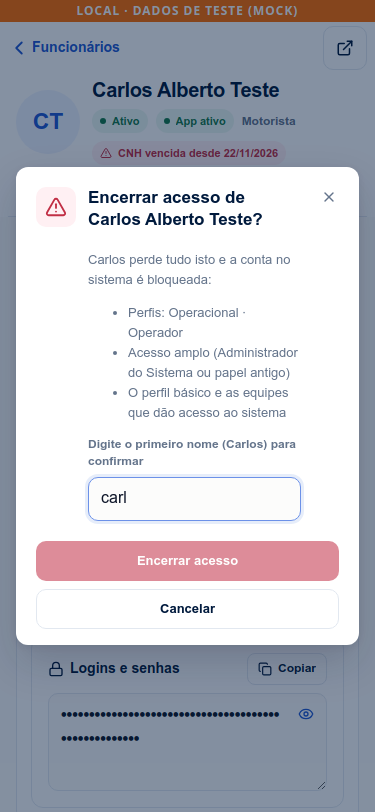 LOCAL · DADOS DE TESTE (MOCK)
Funcionários
Carlos Alberto Teste
CT
Ativo
App ativo
Motorista
CNH vencida desde 22/11/2026
Encerrar acesso de
Carlos Alberto Teste?
Carlos perde tudo isto e a conta no
sistema é bloqueada:
• Perfis: Operacional ·
Operador
• Acesso amplo (Administrador
do Sistema ou papel antigo)
• O perfil básico e as equipes
que dão acesso ao sistema
Digite o primeiro nome (Carlos) para
confirmar
carl
Encerrar acesso
Cancelar
Logins e senhas
Copiar